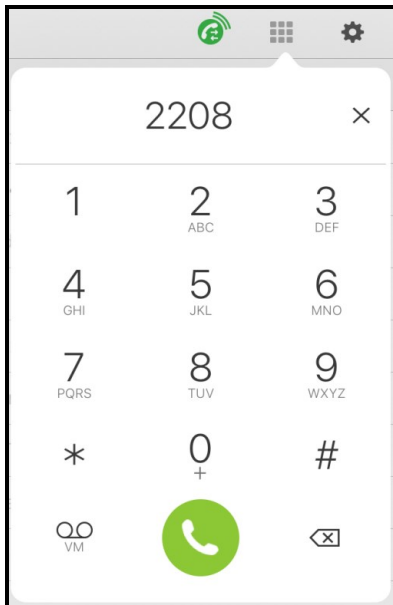 2208 ×
1 2 3
ABC DEF
4 5 6
GHI JKL MNO
7 8 9
PQRS TUV WXYZ
* 0 #
+
VM